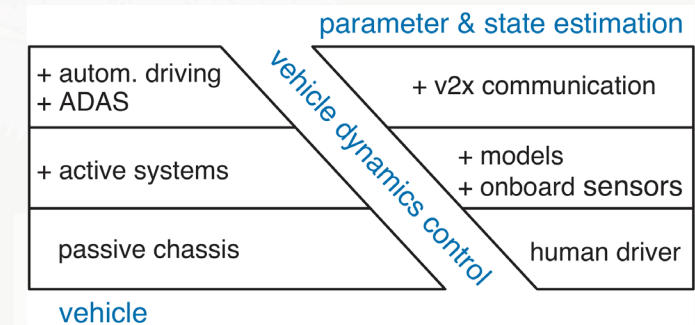 parameter & state estimation
+ autom. driving
+ ADAS
vehicle dynamics control
+ v2x communication
+ active systems
+ models
+ onboard sensors
passive chassis
human driver
vehicle